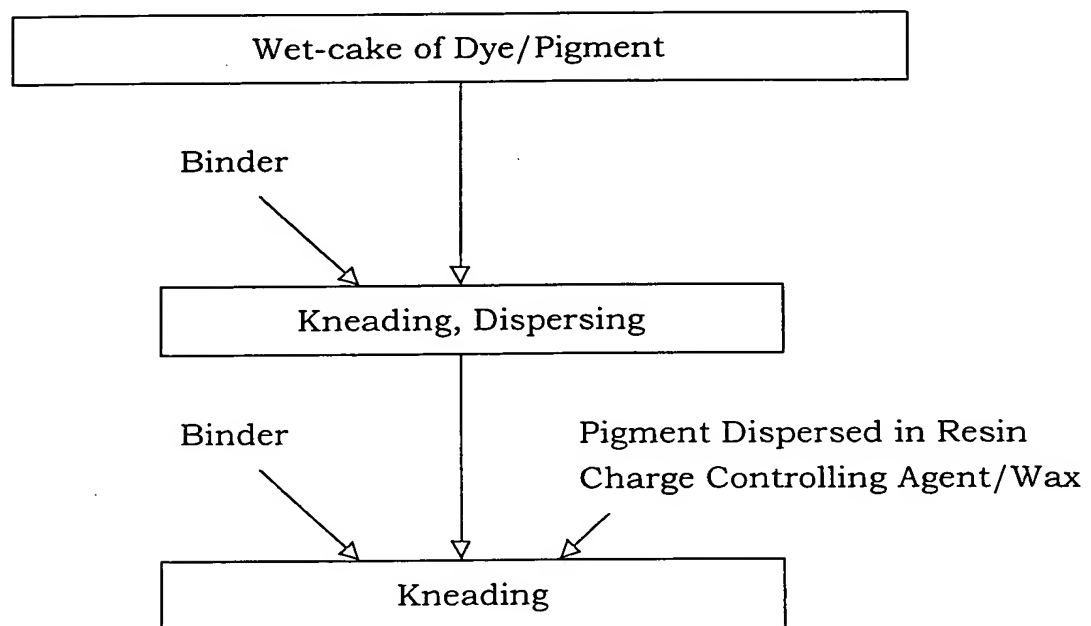 Wet-cake of Dye/Pigment
Binder
Kneading, Dispersing
Binder
Pigment Dispersed in Resin
Charge Controlling Agent/Wax
Kneading